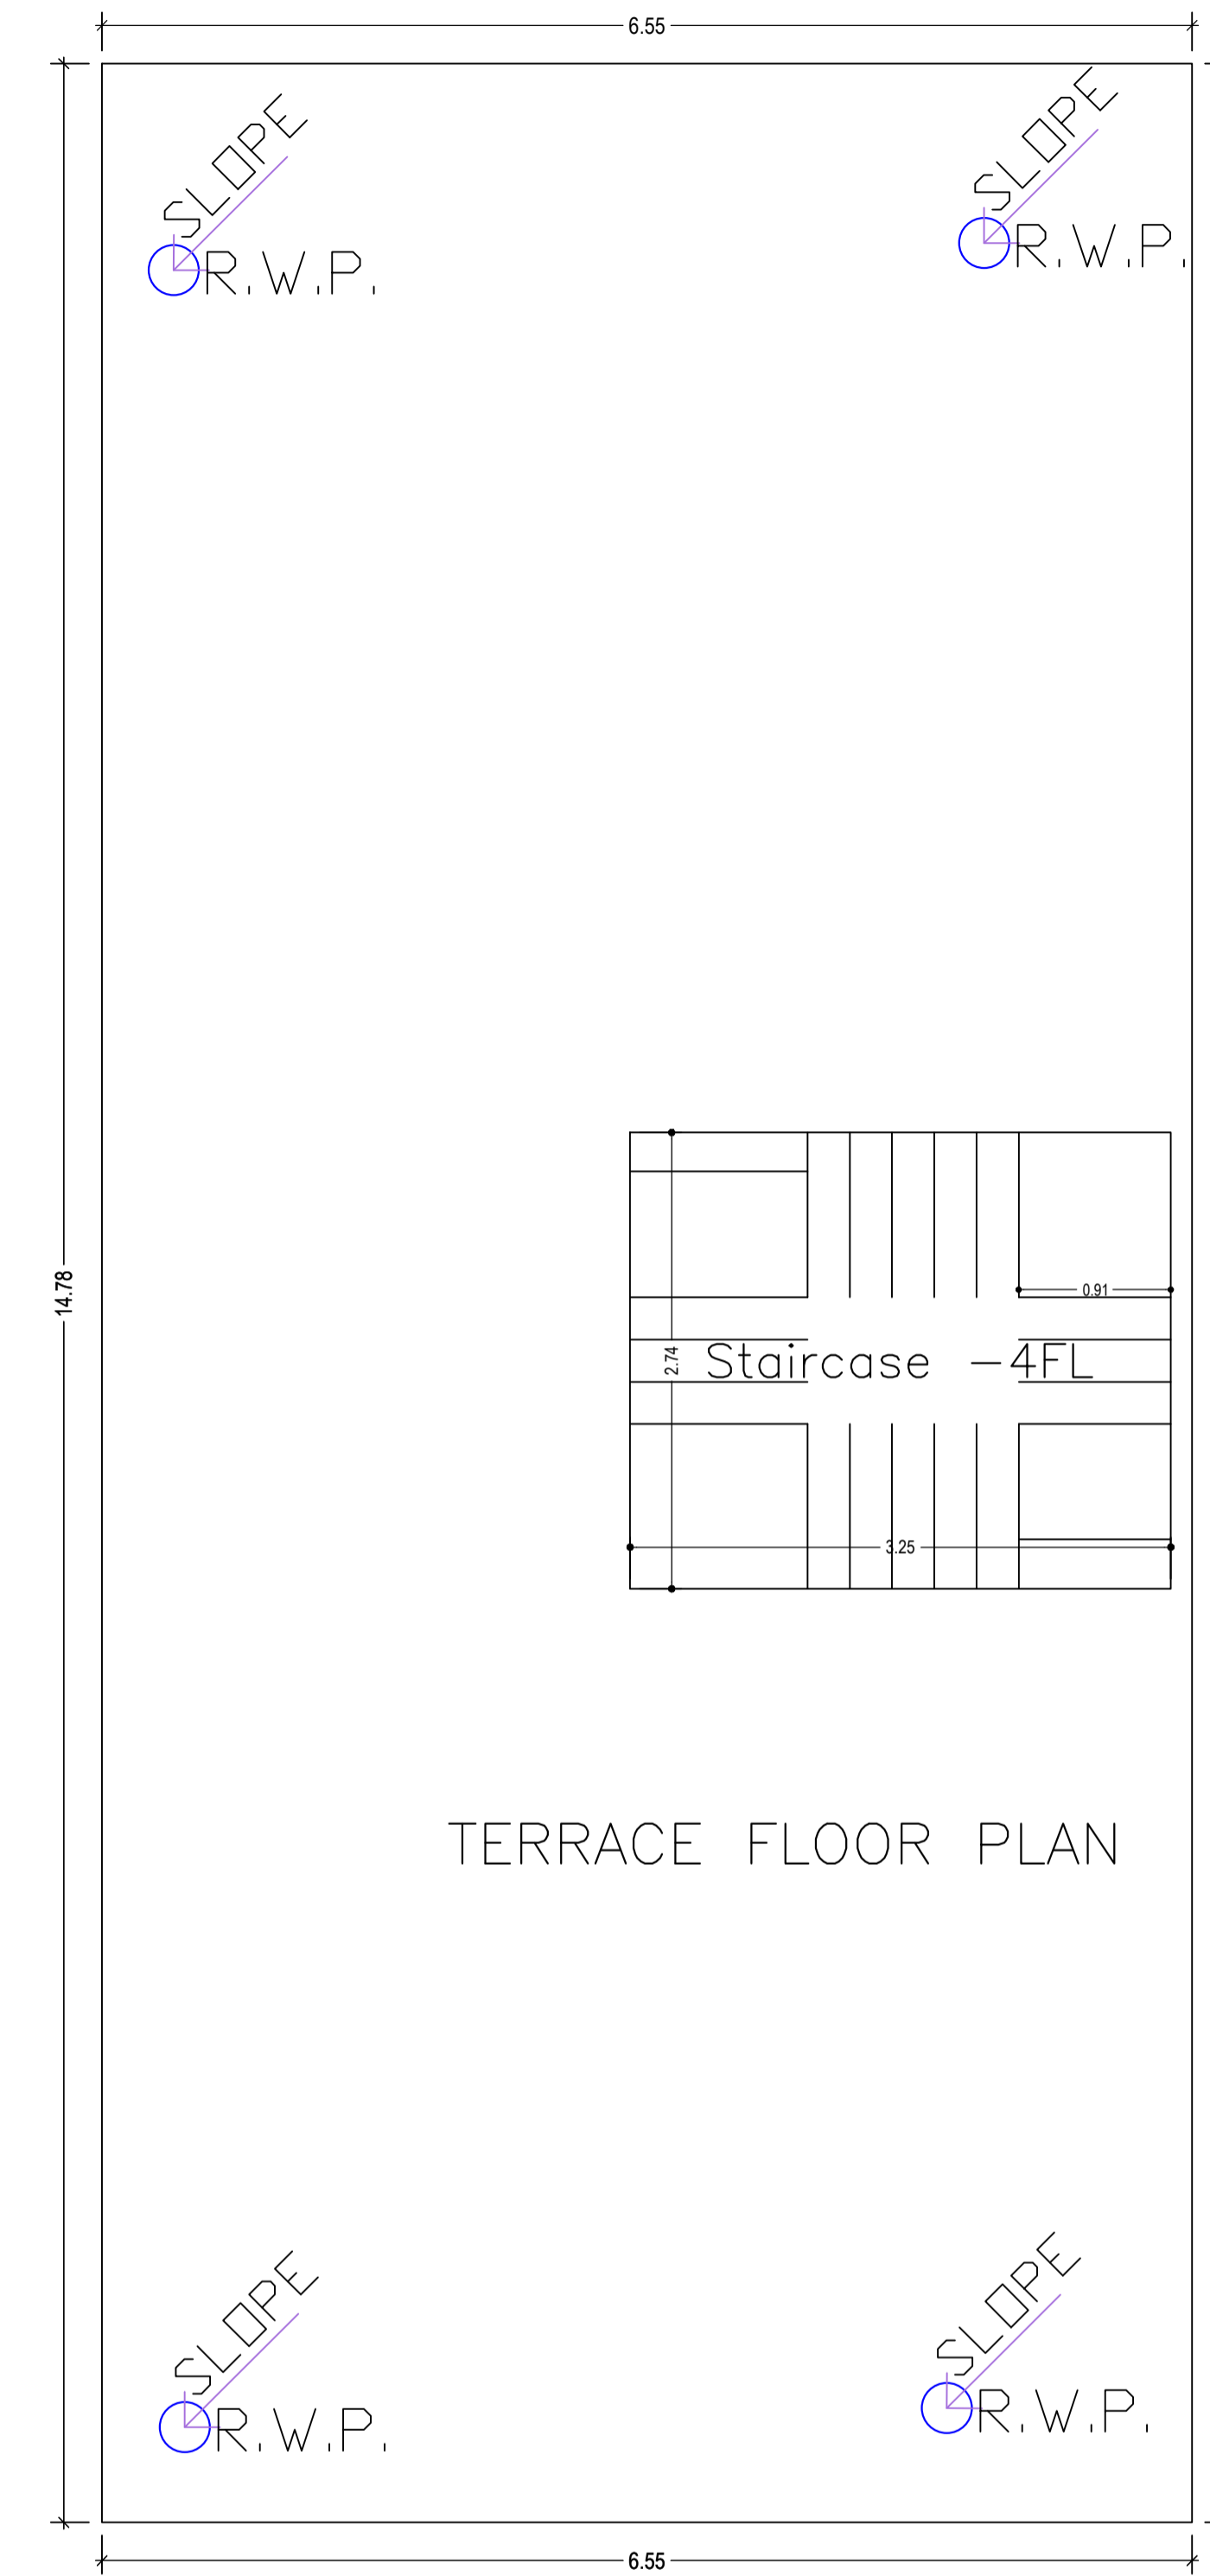 6.55
SLOPE
SLOPE
R.W.P.
R.W.P.
14.78
0.91
2.74
Staircase -4FL
3.25
TERRACE FLOOR PLAN
SLOPE
SLOPE
R.W.P.
R.W.P.
6.55